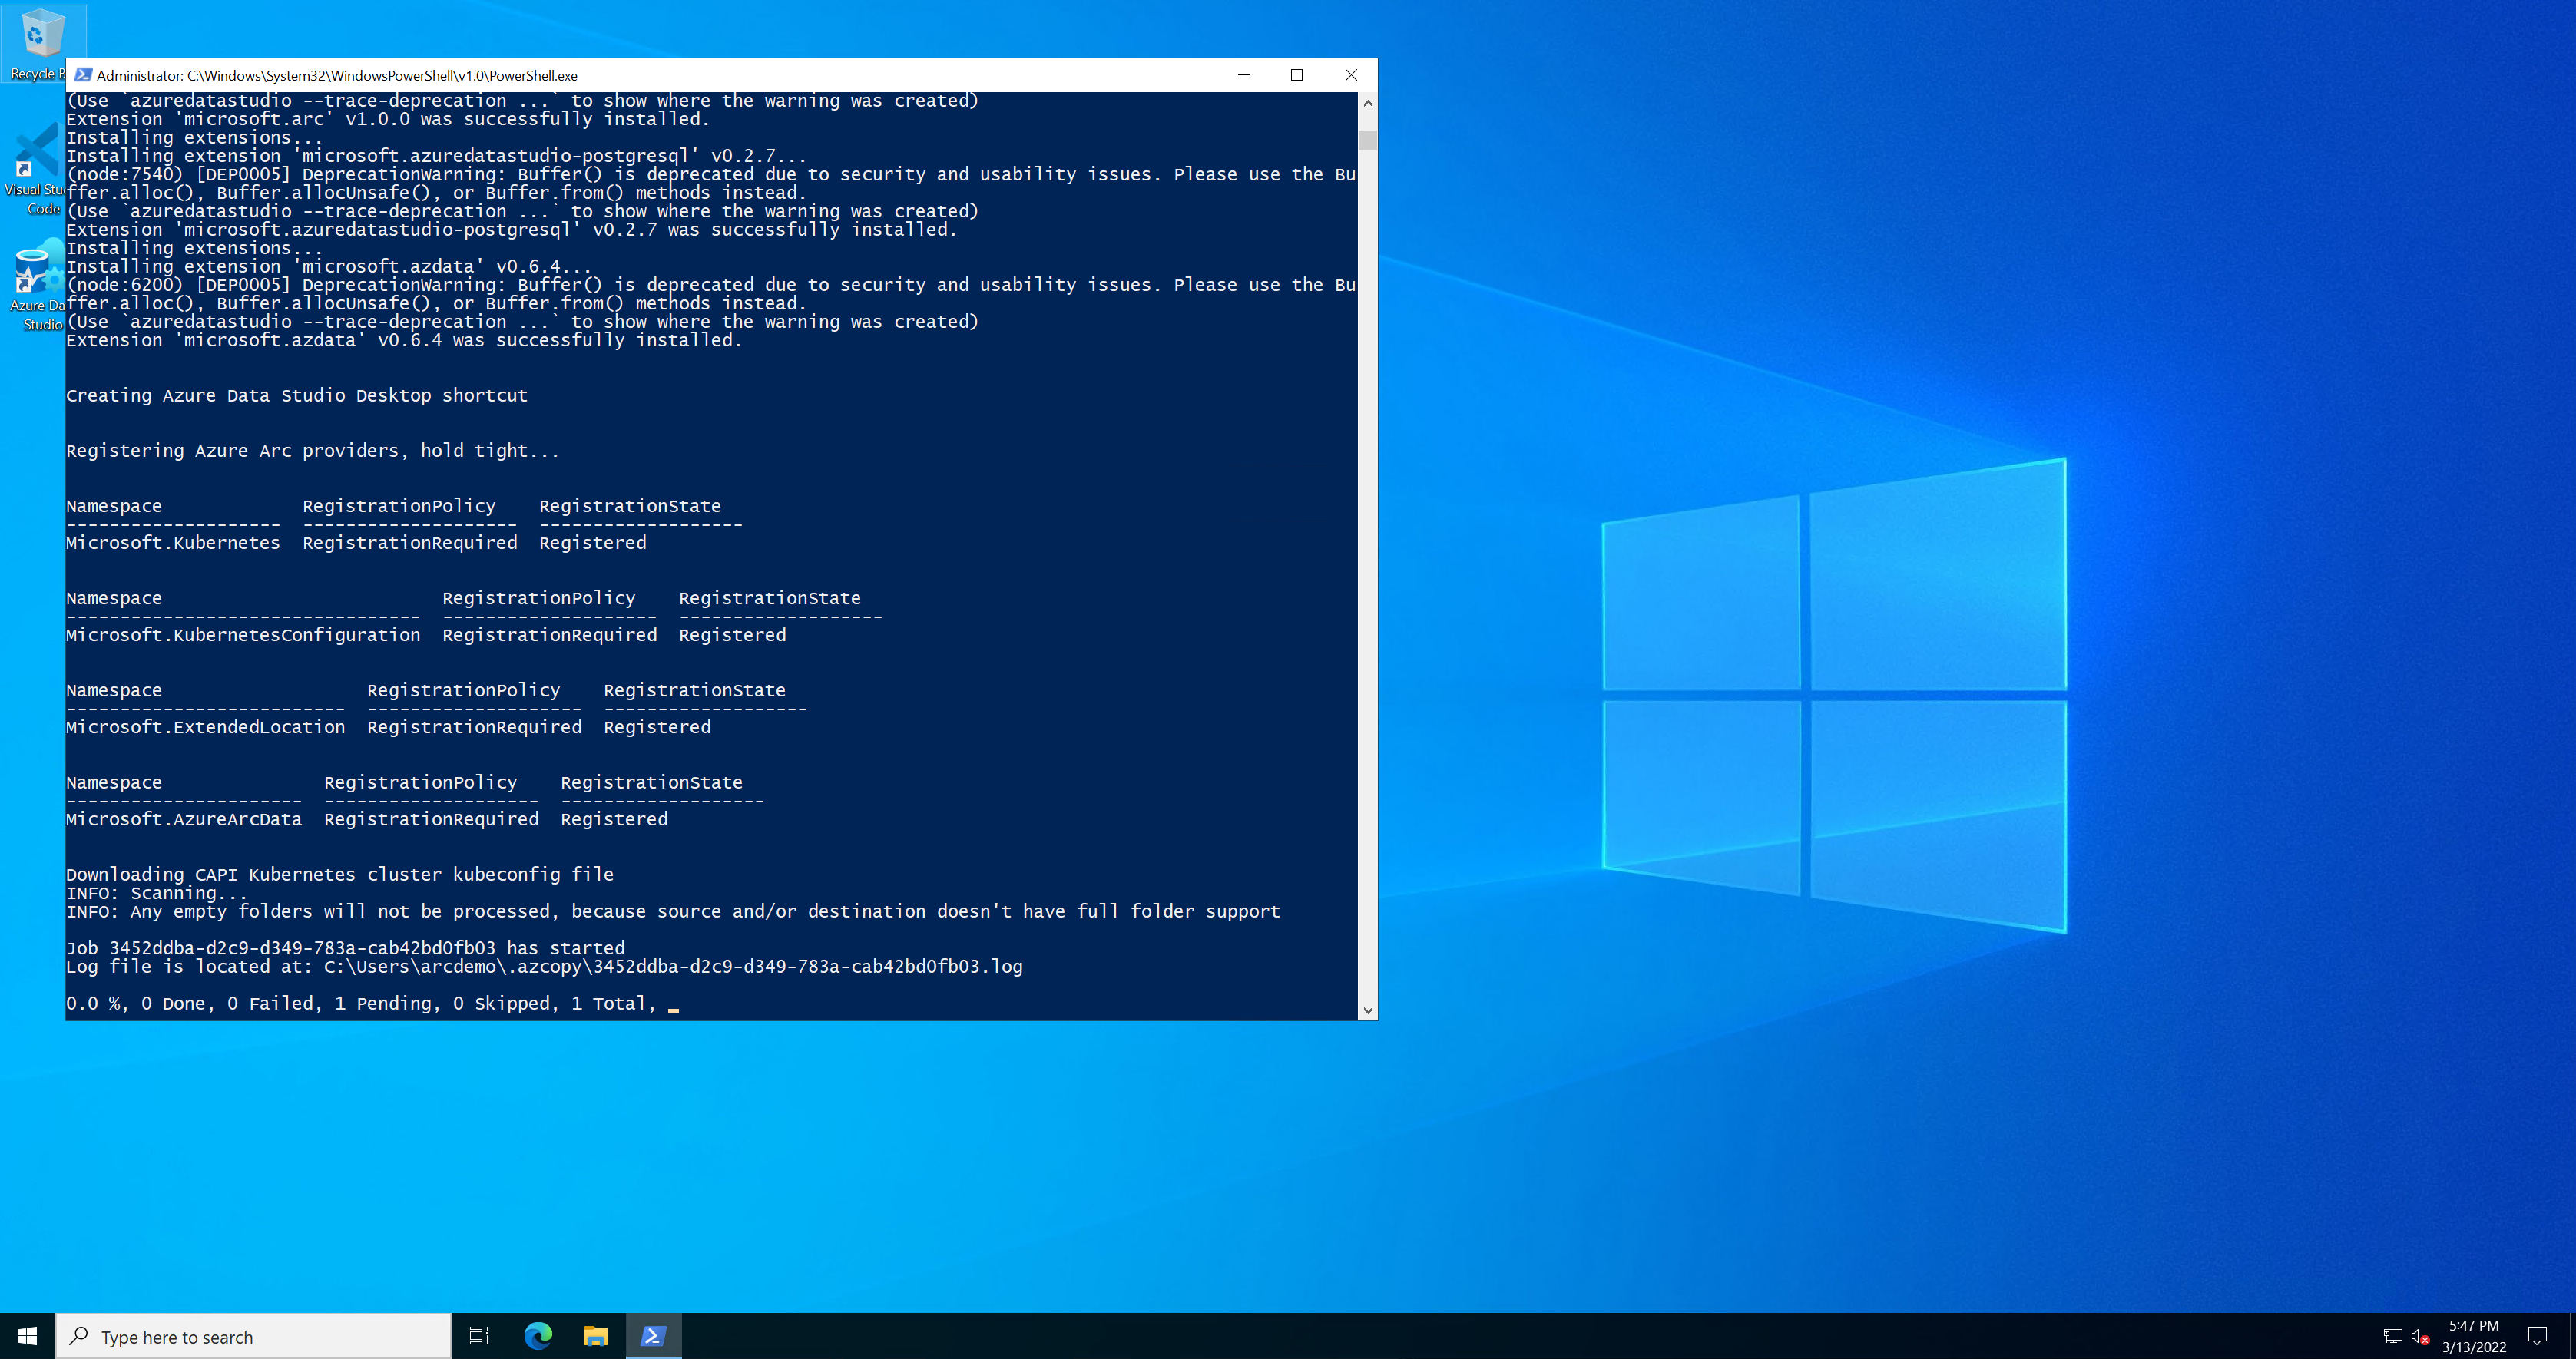 Recycle B
Visual Stu
Code
Azure Da
Studio
Administrator: C:\Windows\System32\WindowsPowerShell\v1.0\PowerShell.exe
(Use `azuredatastudio --trace-deprecation ...` to show where the warning was created)
Extension 'microsoft.arc' v1.0.0 was successfully installed.
Installing extensions...
Installing extension 'microsoft.azuredatastudio-postgresql' v0.2.7...
(node:7540) [DEP0005] DeprecationWarning: Buffer() is deprecated due to security and usability issues. Please use the Bu
ffer.alloc(), Buffer.allocUnsafe(), or Buffer.from() methods instead.
(Use `azuredatastudio --trace-deprecation ...` to show where the warning was created)
Extension 'microsoft.azuredatastudio-postgresql' v0.2.7 was successfully installed.
Installing extensions...
Installing extension 'microsoft.azdata' v0.6.4...
(node:6200) [DEP0005] DeprecationWarning: Buffer() is deprecated due to security and usability issues. Please use the Bu
ffer.alloc(), Buffer.allocUnsafe(), or Buffer.from() methods instead.
(Use `azuredatastudio --trace-deprecation ...` to show where the warning was created)
Extension 'microsoft.azdata' v0.6.4 was successfully installed.
Creating Azure Data Studio Desktop shortcut
Registering Azure Arc providers, hold tight...
Namespace             RegistrationPolicy    RegistrationState
--------------------  --------------------  -------------------
Microsoft.Kubernetes  RegistrationRequired  Registered
Namespace                          RegistrationPolicy    RegistrationState
---------------------------------  --------------------  -------------------
Microsoft.KubernetesConfiguration  RegistrationRequired  Registered
Namespace                   RegistrationPolicy    RegistrationState
--------------------------  --------------------  -------------------
Microsoft.ExtendedLocation  RegistrationRequired  Registered
Namespace               RegistrationPolicy    RegistrationState
----------------------  --------------------  -------------------
Microsoft.AzureArcData  RegistrationRequired  Registered
Downloading CAPI Kubernetes cluster kubeconfig file
INFO: Scanning...
INFO: Any empty folders will not be processed, because source and/or destination doesn't have full folder support
Job 3452ddba-d2c9-d349-783a-cab42bd0fb03 has started
Log file is located at: C:\Users\arcdemo\.azcopy\3452ddba-d2c9-d349-783a-cab42bd0fb03.log
0.0 %, 0 Done, 0 Failed, 1 Pending, 0 Skipped, 1 Total,
Type here to search
5:47 PM
3/13/2022